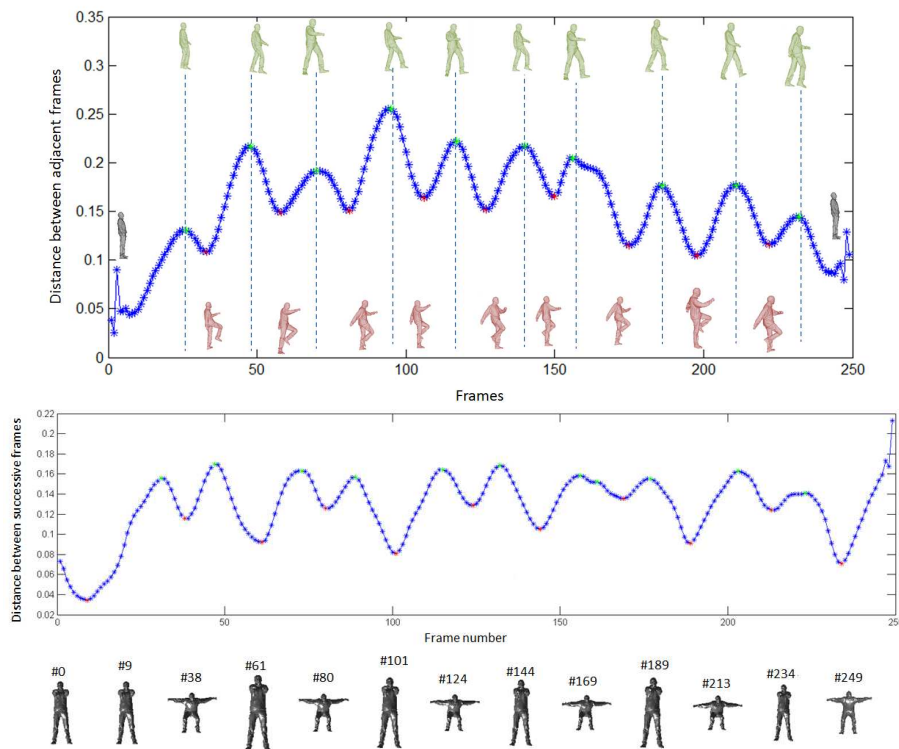 0.35
0.3
0.25
0.2
0.15
0.1
0.05
0
Distance between adjacent frames
0 50 100 150 200 250
Frames
0.22
0.2
0.18
0.16
0.14
0.12
0.1
0.08
0.06
0.04
0.02
Distance between successive frames
0 50 100 150 200 25
Frame number
#0 #9 #38 #61 #80 #101 #124 #144 #169 #189 #213 #234 #249